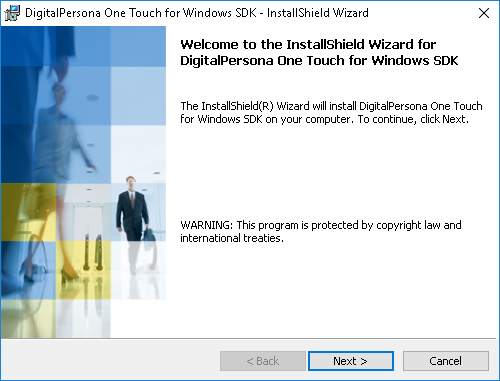 DigitalPersona One Touch for Windows SDK - InstallShield Wizard
Welcome to the InstallShield Wizard for
DigitalPersona One Touch for Windows SDK
The InstallShield(R) Wizard will install DigitalPersona One Touch
for Windows SDK on your computer. To continue, click Next.
WARNING: This program is protected by copyright law and
international treaties.
< Back
Next >
Cancel